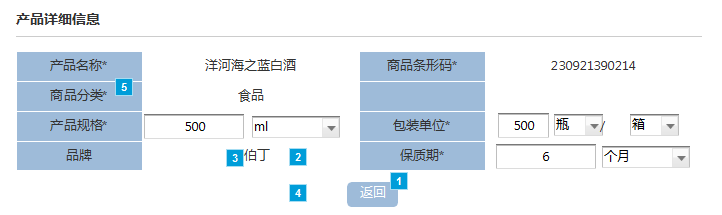 产品详细信息
产品名称* 洋河海之蓝白酒 商品条形码* 230921390214
商品分类* 5 食品
产品规格* 500 ml 包装单位* 500 瓶 / 箱
品牌 3 伯丁 2 保质期* 6 个月
4 返回 1